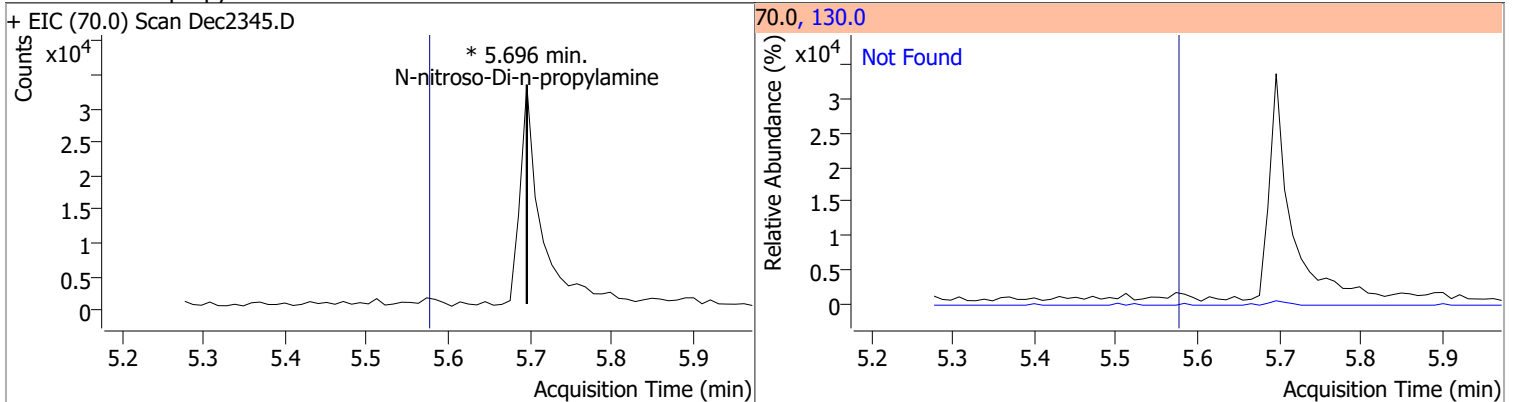 + EIC (70.0) Scan Dec2345.D
Counts
x10⁴
* 5.696 min.
N-nitroso-Di-n-propylamine
3
2.5
2
1.5
1
0.5
0
5.2 5.3 5.4 5.5 5.6 5.7 5.8 5.9
Acquisition Time (min)
70.0, 130.0
Relative Abundance (%)
x10⁴
Not Found
3
2.5
2
1.5
1
0.5
0
5.2 5.3 5.4 5.5 5.6 5.7 5.8 5.9
Acquisition Time (min)